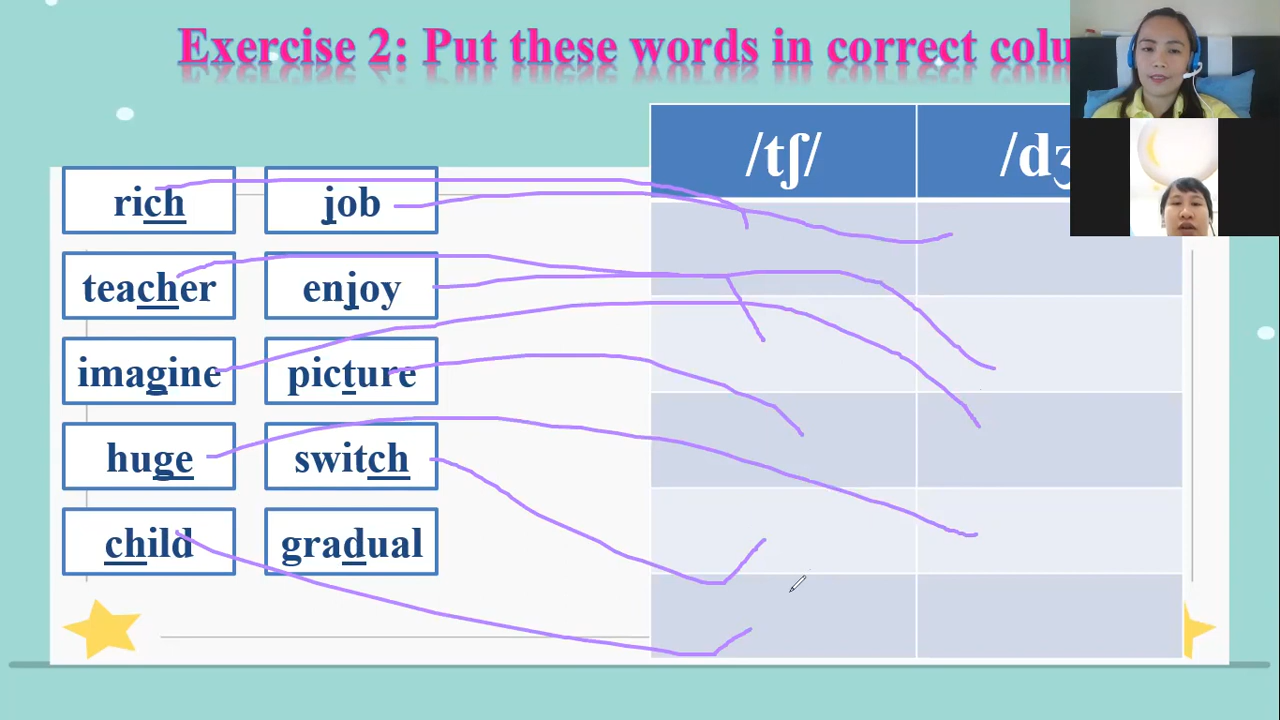 Exercise 2: Put these words in correct colu
/tʃ/ /dʒ
rich job
teacher enjoy
imagine picture
huge switch
child gradual